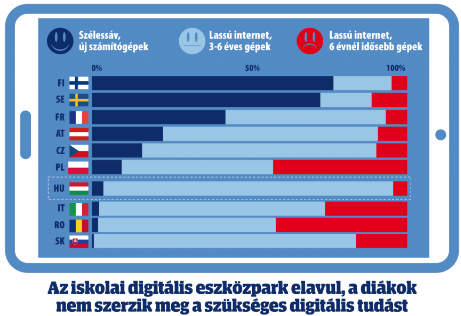 Szélessáv,
új számítógépek
Lassú internet,
3-6 éves gépek
Lassú internet,
6 évnél idősebb gépek
0% 50% 100%
FI
SE
FR
AT
CZ
PL
HU
IT
RO
SK
Az iskolai digitális eszközpark elavul, a diákok
nem szerzik meg a szükséges digitális tudást